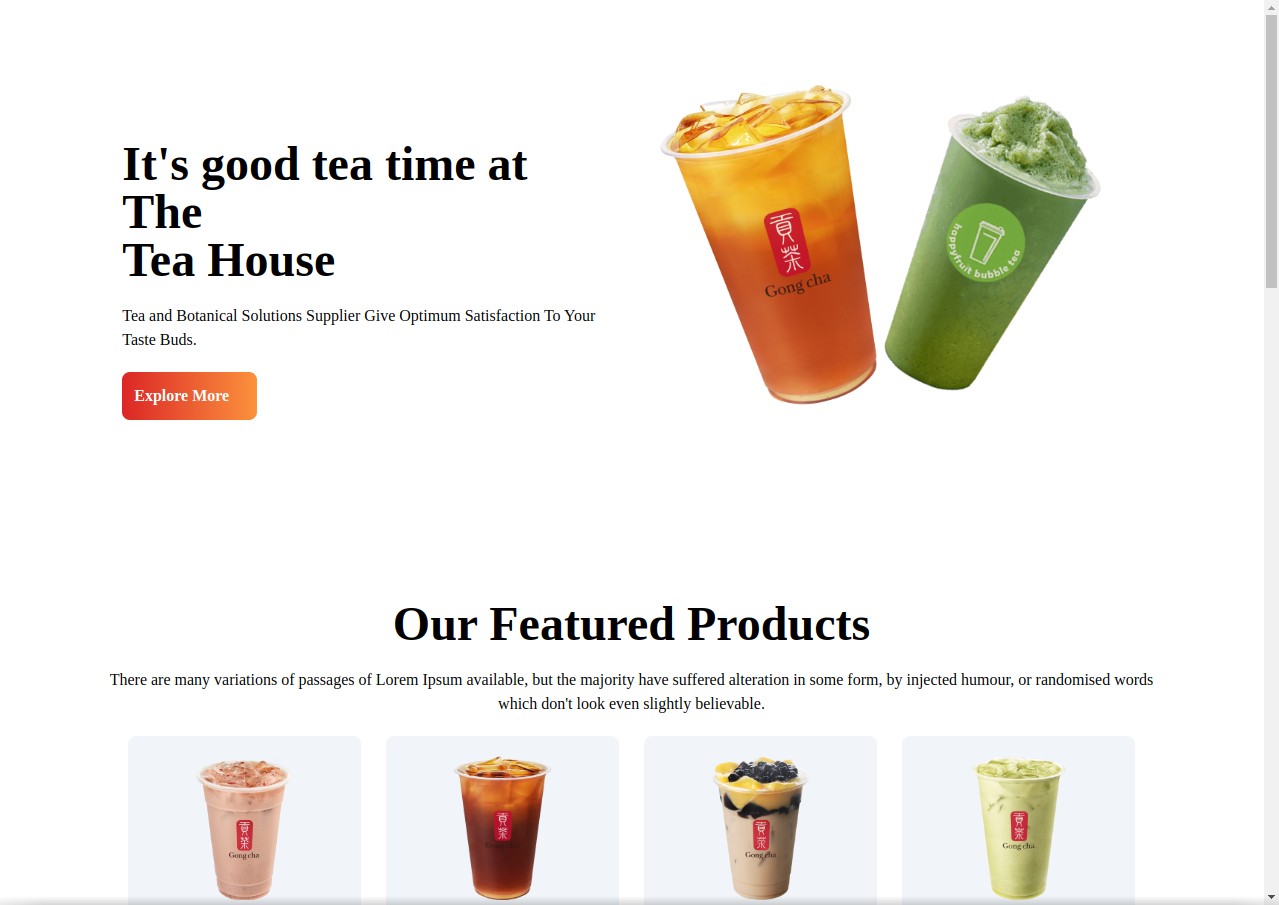 It's good tea time at
The
Tea House
Tea and Botanical Solutions Supplier Give Optimum Satisfaction To Your
Taste Buds.
Explore More
貢茶
Gong cha
happyfruit bubble tea
Our Featured Products
There are many variations of passages of Lorem Ipsum available, but the majority have suffered alteration in some form, by injected humour, or randomised words
which don't look even slightly believable.
貢茶
Gong cha
貢茶
Gong cha
貢茶
Gong cha
貢茶
Gong cha